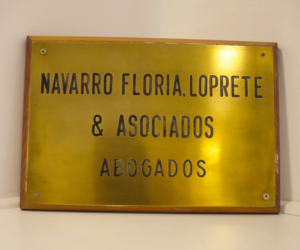 NAVARRO FLORIA, LOPRETE
& ASOCIADOS
ABOGADOS